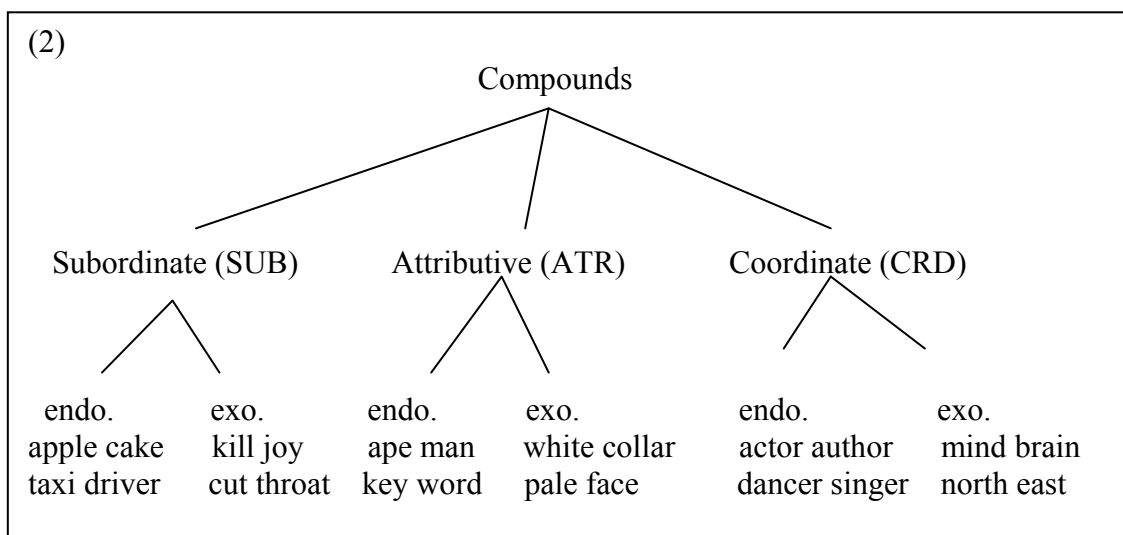 (2)
Compounds
Subordinate (SUB) Attributive (ATR) Coordinate (CRD)
endo. exo. endo. exo. endo. exo.
apple cake kill joy ape man white collar actor author mind brain
taxi driver cut throat key word pale face dancer singer north east